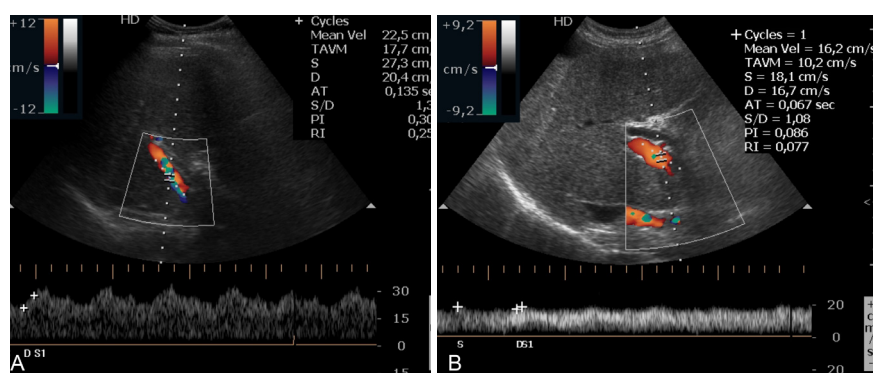 HD
+12
cm/s
-12
+ Cycles
Mean Vel 22,5 cm
TAVM 17,7 cm
S 27,3 cm
D 20,4 cm
AT 0,135 se
S/D 1,3
PI 0,30
RI 0,25
30
15
0
15
D S1
A
HD
+9,2
cm/s
-9,2
+ Cycles = 1
Mean Vel = 16,2 cm/s
TAVM = 10,2 cm/s
S = 18,1 cm/s
D = 16,7 cm/s
AT = 0,067 sec
S/D = 1,08
PI = 0,086
RI = 0,077
20
0
20
S
DS1
B